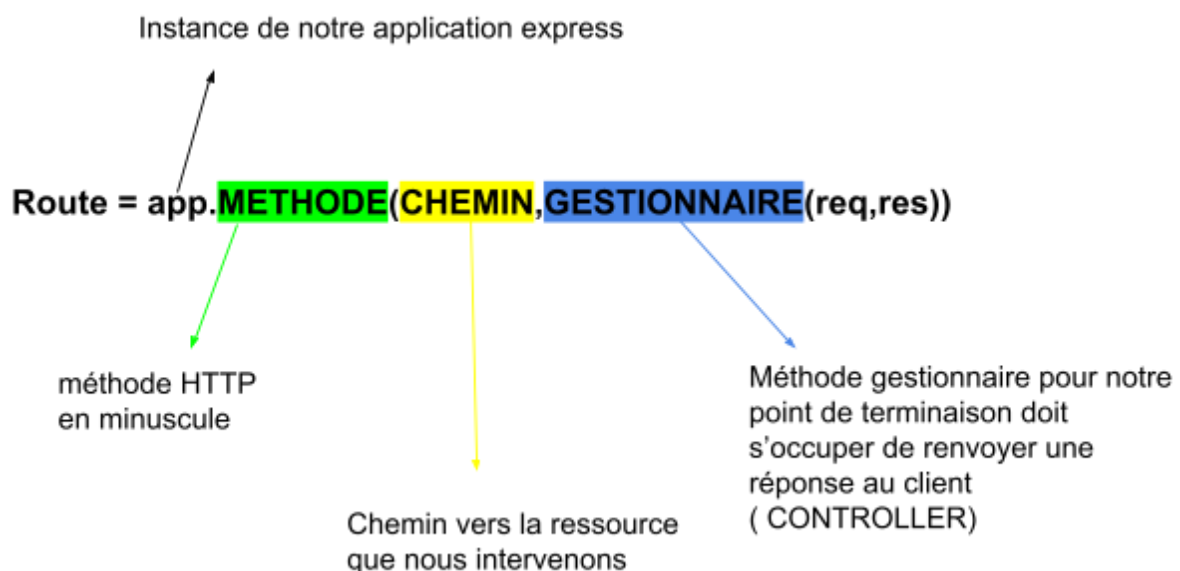 Instance de notre application express
Route = app.METHODE(CHEMIN,GESTIONNAIRE(req,res))
méthode HTTP
en minuscule
Méthode gestionnaire pour notre
point de terminaison doit
s’occuper de renvoyer une
réponse au client
( CONTROLLER)
Chemin vers la ressource
que nous intervenons